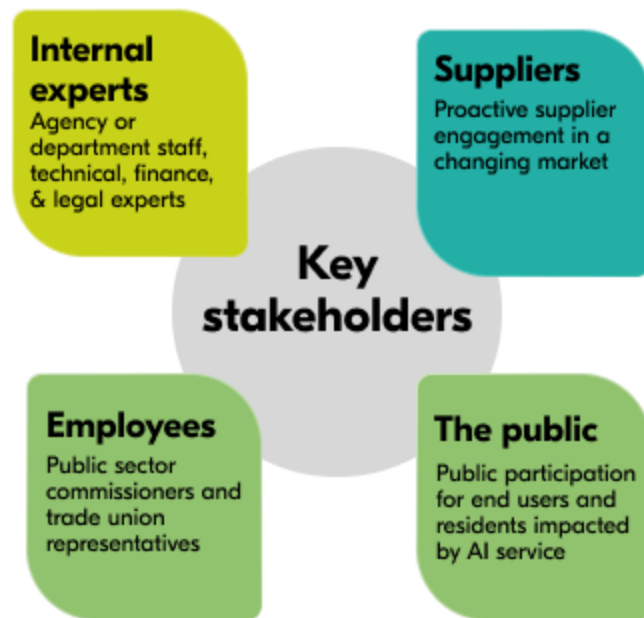 Internal
experts
Agency or
department staff,
technical, finance,
& legal experts
Suppliers
Proactive supplier
engagement in a
changing market
Key
stakeholders
Employees
Public sector
commissioners and
trade union
representatives
The public
Public participation
for end users and
residents impacted
by AI service